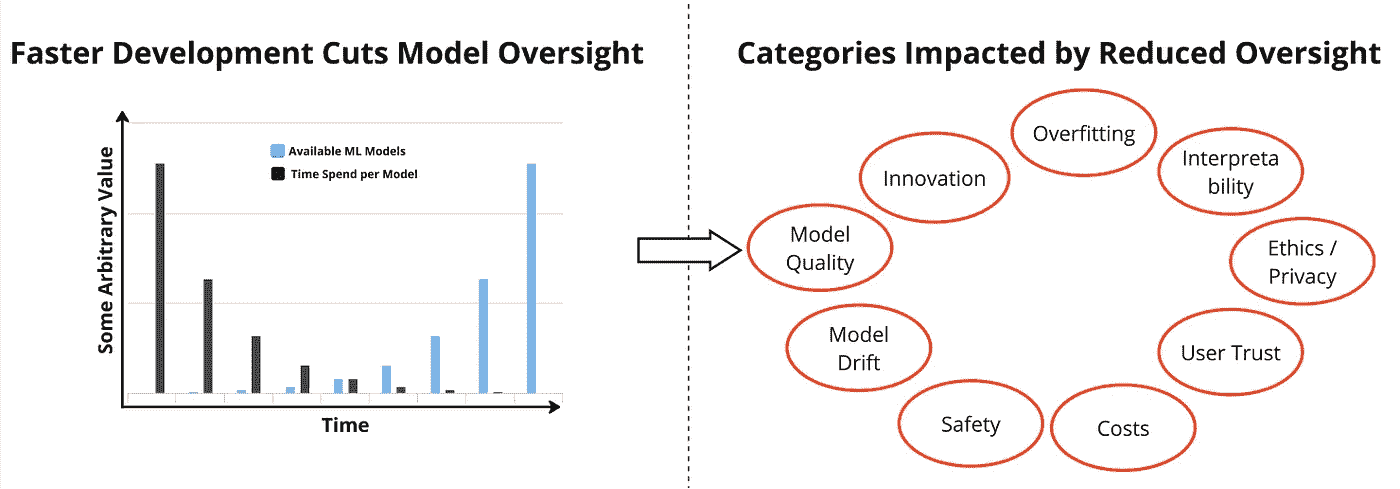 Faster Development Cuts Model Oversight
Some Arbitrary Value
Available ML Models
Time Spend per Model
Time
Categories Impacted by Reduced Oversight
Overfitting
Interpreta
bility
Ethics /
Privacy
User Trust
Costs
Safety
Model
Drift
Model
Quality
Innovation